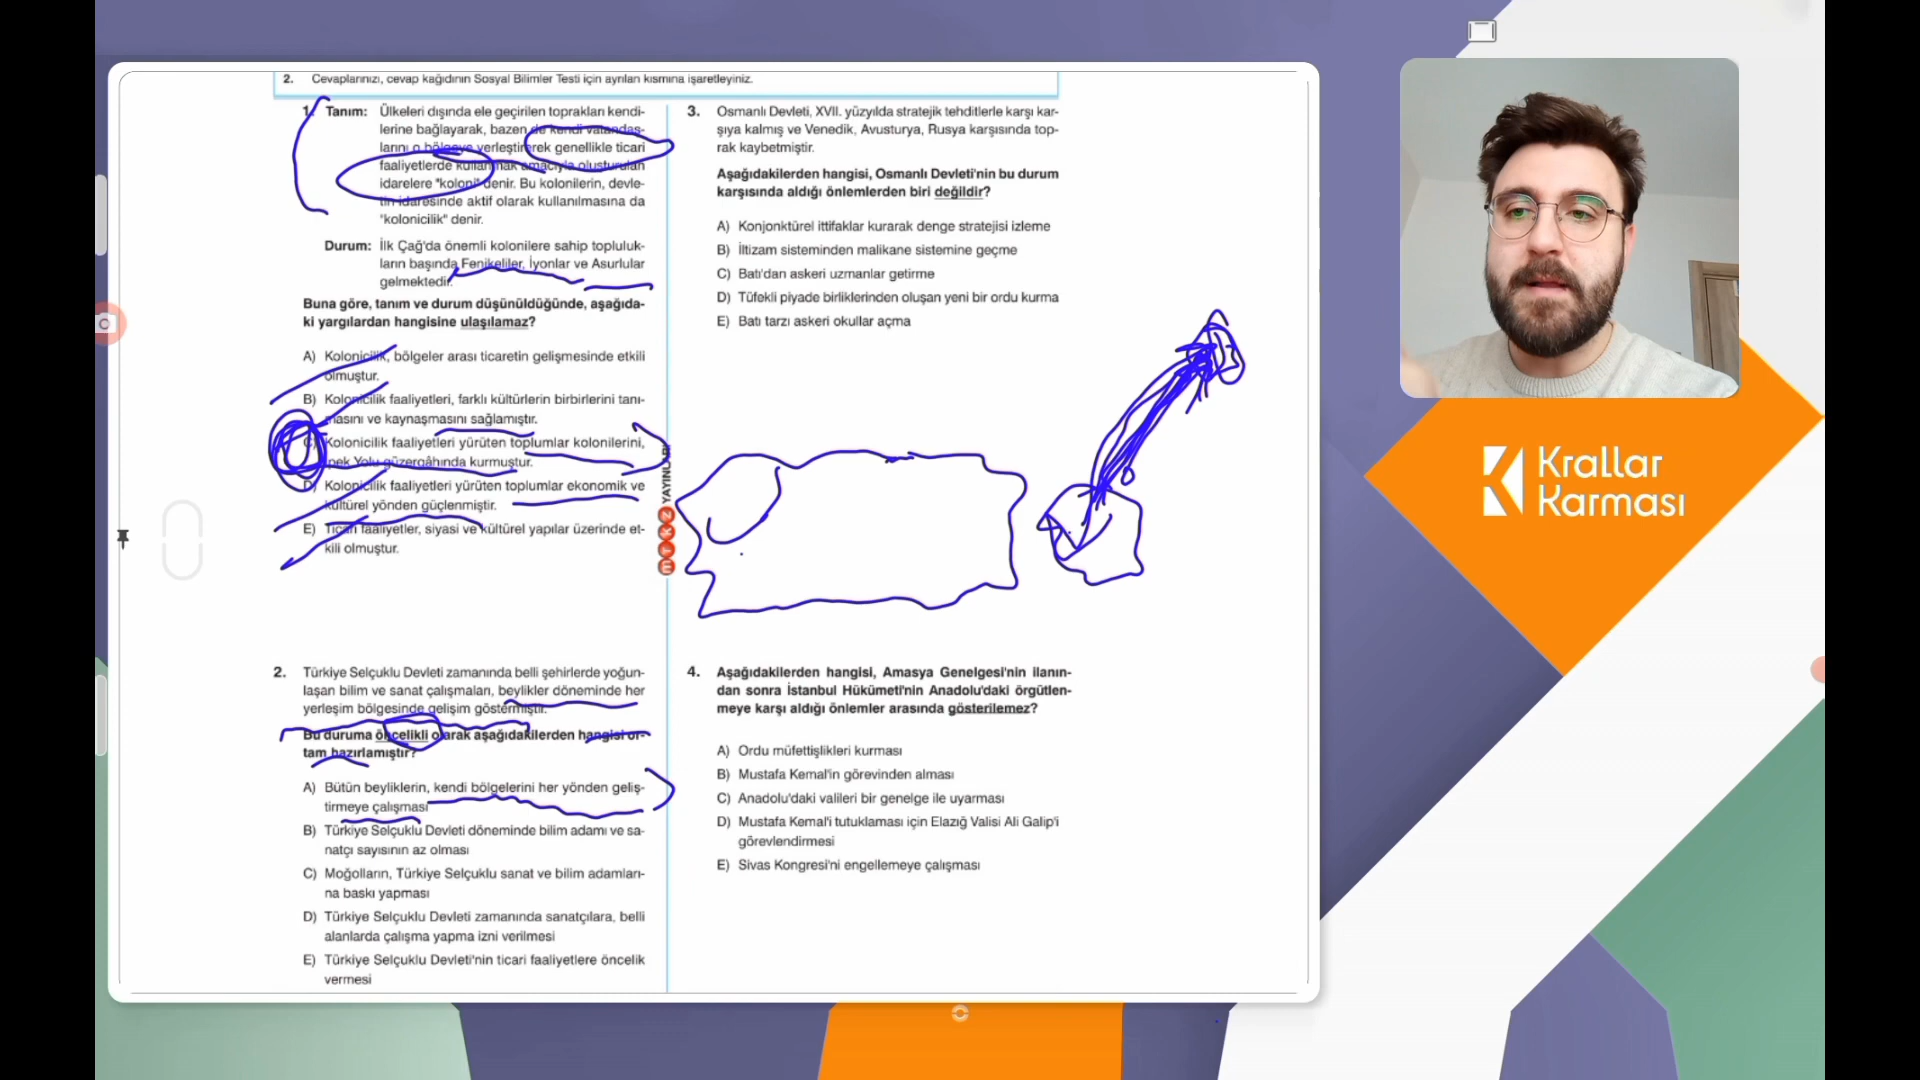 2. Cevaplarınızı, cevap kağıdının Sosyal Bilimler Testi için ayrılan kısmına işaretleyiniz.
1. Tanım: Ülkeleri dışında ele geçirilen toprakları kendi-
lerine bağlayarak, bazen de kendi vatandaş-
larını o bölgeye yerleştirerek genellikle ticari
faaliyetlerde kullanmak amacıyla oluşturulan
idarelere "koloni" denir. Bu kolonilerin, devle-
tin idaresinde aktif olarak kullanılmasına da
"kolonicilik" denir.
Durum: İlk Çağ'da önemli kolonilere sahip topluluk-
ların başında Fenikeliler, İyonlar ve Asurlular
gelmektedir.
Buna göre, tanım ve durum düşünüldüğünde, aşağıda-
ki yargılardan hangisine ulaşılamaz?
A) Kolonicilik, bölgeler arası ticaretin gelişmesinde etkili
olmuştur.
B) Kolonicilik faaliyetleri, farklı kültürlerin birbirlerini tanı-
masını ve kaynaşmasını sağlamıştır.
C) Kolonicilik faaliyetleri yürüten toplumlar kolonilerini,
İpek Yolu güzergâhında kurmuştur.
D) Kolonicilik faaliyetleri yürüten toplumlar ekonomik ve
kültürel yönden güçlenmiştir.
E) Ticari faaliyetler, siyasi ve kültürel yapılar üzerinde et-
kili olmuştur.
2. Türkiye Selçuklu Devleti zamanında belli şehirlerde yoğun-
laşan bilim ve sanat çalışmaları, beylikler döneminde her
yerleşim bölgesinde gelişim göstermiştir.
Bu duruma öncelikli olarak aşağıdakilerden hangisi or-
tam hazırlamıştır?
A) Bütün beyliklerin, kendi bölgelerini her yönden geliş-
tirmeye çalışması
B) Türkiye Selçuklu Devleti döneminde bilim adamı ve sa-
natçı sayısının az olması
C) Moğolların, Türkiye Selçuklu sanat ve bilim adamları-
na baskı yapması
D) Türkiye Selçuklu Devleti zamanında sanatçılara, belli
alanlarda çalışma yapma izni verilmesi
E) Türkiye Selçuklu Devleti'nin ticari faaliyetlere öncelik
vermesi
mtkz YAYINLARI
3. Osmanlı Devleti, XVII. yüzyılda stratejik tehditlerle karşı kar-
şıya kalmış ve Venedik, Avusturya, Rusya karşısında top-
rak kaybetmiştir.
Aşağıdakilerden hangisi, Osmanlı Devleti'nin bu durum
karşısında aldığı önlemlerden biri değildir?
A) Konjonktürel ittifaklar kurarak denge stratejisi izleme
B) İltizam sisteminden malikane sistemine geçme
C) Batı'dan askeri uzmanlar getirme
D) Tüfekli piyade birliklerinden oluşan yeni bir ordu kurma
E) Batı tarzı askeri okullar açma
4. Aşağıdakilerden hangisi, Amasya Genelgesi'nin ilanın-
dan sonra İstanbul Hükümeti'nin Anadolu'daki örgütlen-
meye karşı aldığı önlemler arasında gösterilemez?
A) Ordu müfettişlikleri kurması
B) Mustafa Kemal'in görevinden alması
C) Anadolu'daki valileri bir genelge ile uyarması
D) Mustafa Kemal'i tutuklaması için Elazığ Valisi Ali Galip'i
görevlendirmesi
E) Sivas Kongresi'ni engellemeye çalışması
Krallar
Karması